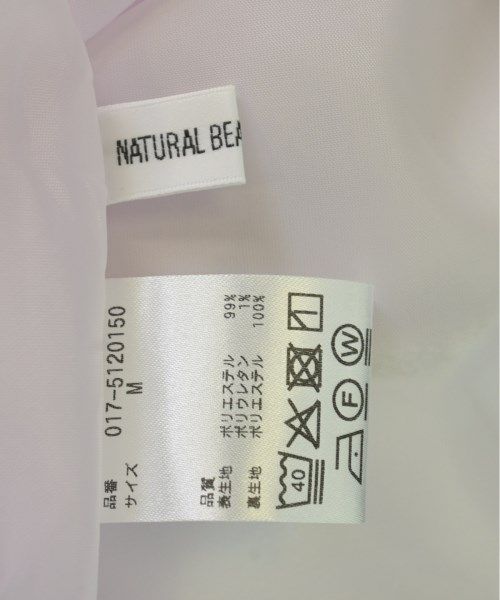 NATURAL BEA
品番 017-5120150
サイズ M
品質
表生地 ポリエステル 99%
ポリウレタン 1%
裏生地 ポリエステル 100%
40
F
W